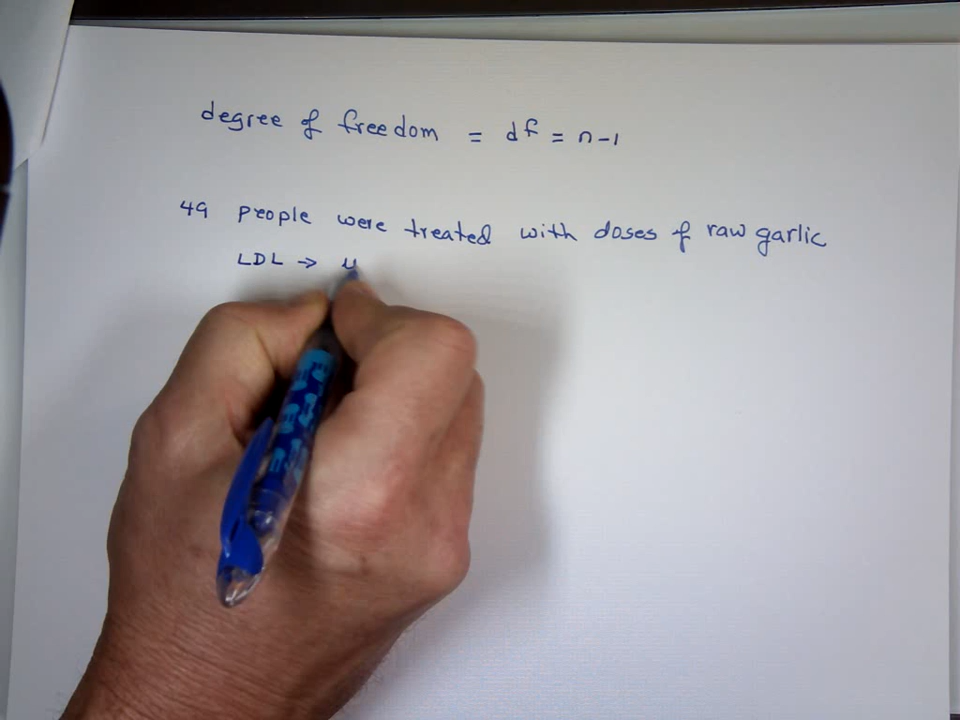 degree of freedom = df = n-1
49 people were treated with doses of raw garlic
LDL →